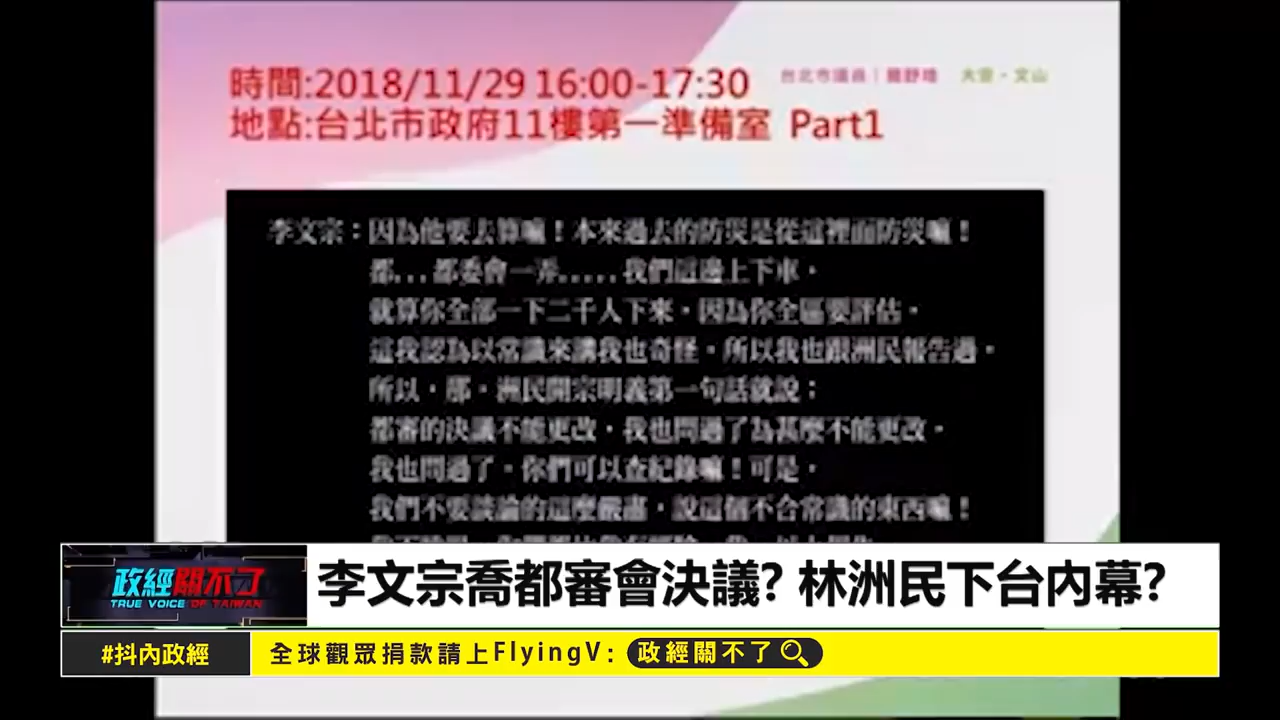 時間:2018/11/29 16:00-17:30
台北市議員｜簡舒培 大安·文山
地點:台北市政府11樓第一準備室 Part1
李文宗：因為他要去算嘛！本來過去的防災是從這裡面防災嘛！
都...都委會一弄.....我們這邊上下車，
就算你全部一下二千人下來，因為你全區要評估，
這我認為以常識來講我也奇怪，所以我也跟洲民報告過，
所以，那，洲民開宗明義第一句話就說：
都審的決議不能更改，我也問過了為甚麼不能更改，
我也問過了，你們可以查紀錄嘛！可是，
我們不要談論的這麼嚴肅，說這個不合常識的東西嘛！
政經關不了
TRUE VOICE OF TAIWAN
李文宗喬都審會決議? 林洲民下台內幕?
#抖內政經
全球觀眾捐款請上FlyingV: 政經關不了